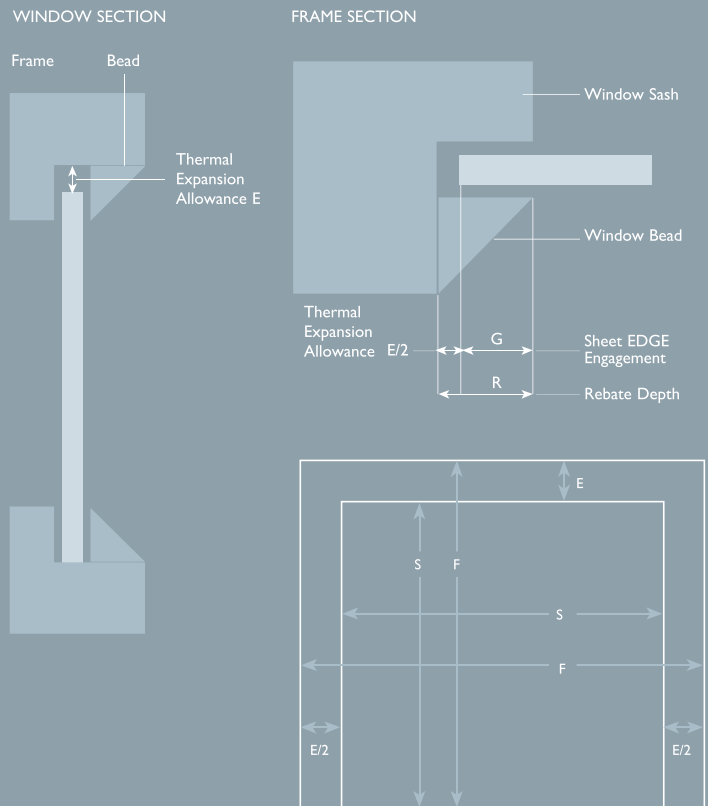 WINDOW SECTION
Frame
Bead
Thermal
Expansion
Allowance E
FRAME SECTION
Window Sash
Window Bead
Thermal
Expansion
Allowance E/2
G
Sheet EDGE
Engagement
R
Rebate Depth
E
S
F
S
F
E/2
E/2